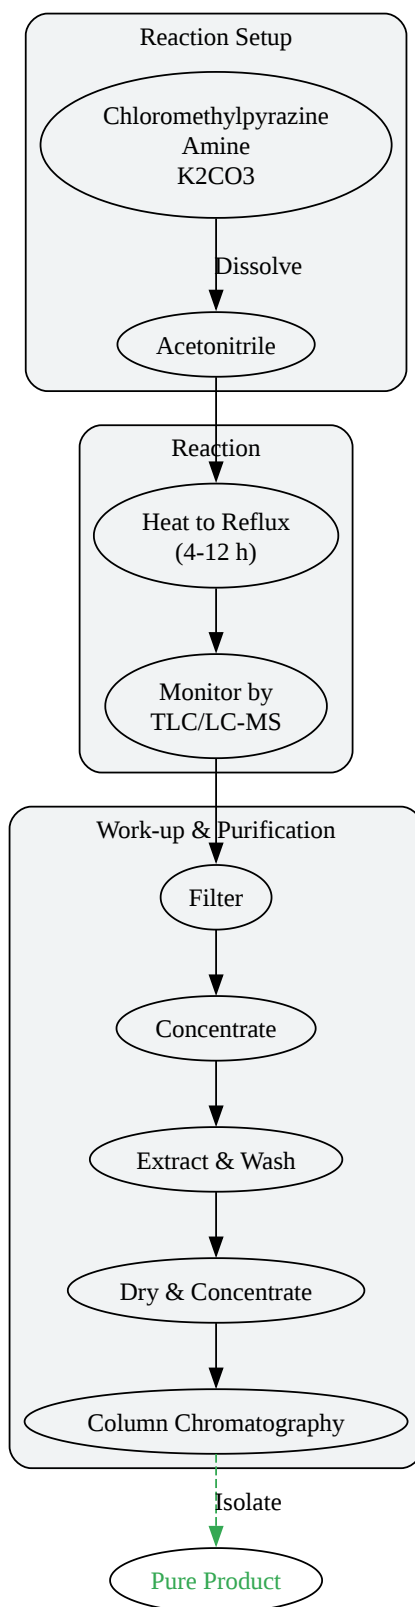 Reaction Setup
Chloromethylpyrazine
Amine
K2CO3
Dissolve
Acetonitrile
Reaction
Heat to Reflux
(4-12 h)
Monitor by
TLC/LC-MS
Work-up & Purification
Filter
Concentrate
Extract & Wash
Dry & Concentrate
Column Chromatography
Isolate
Pure Product